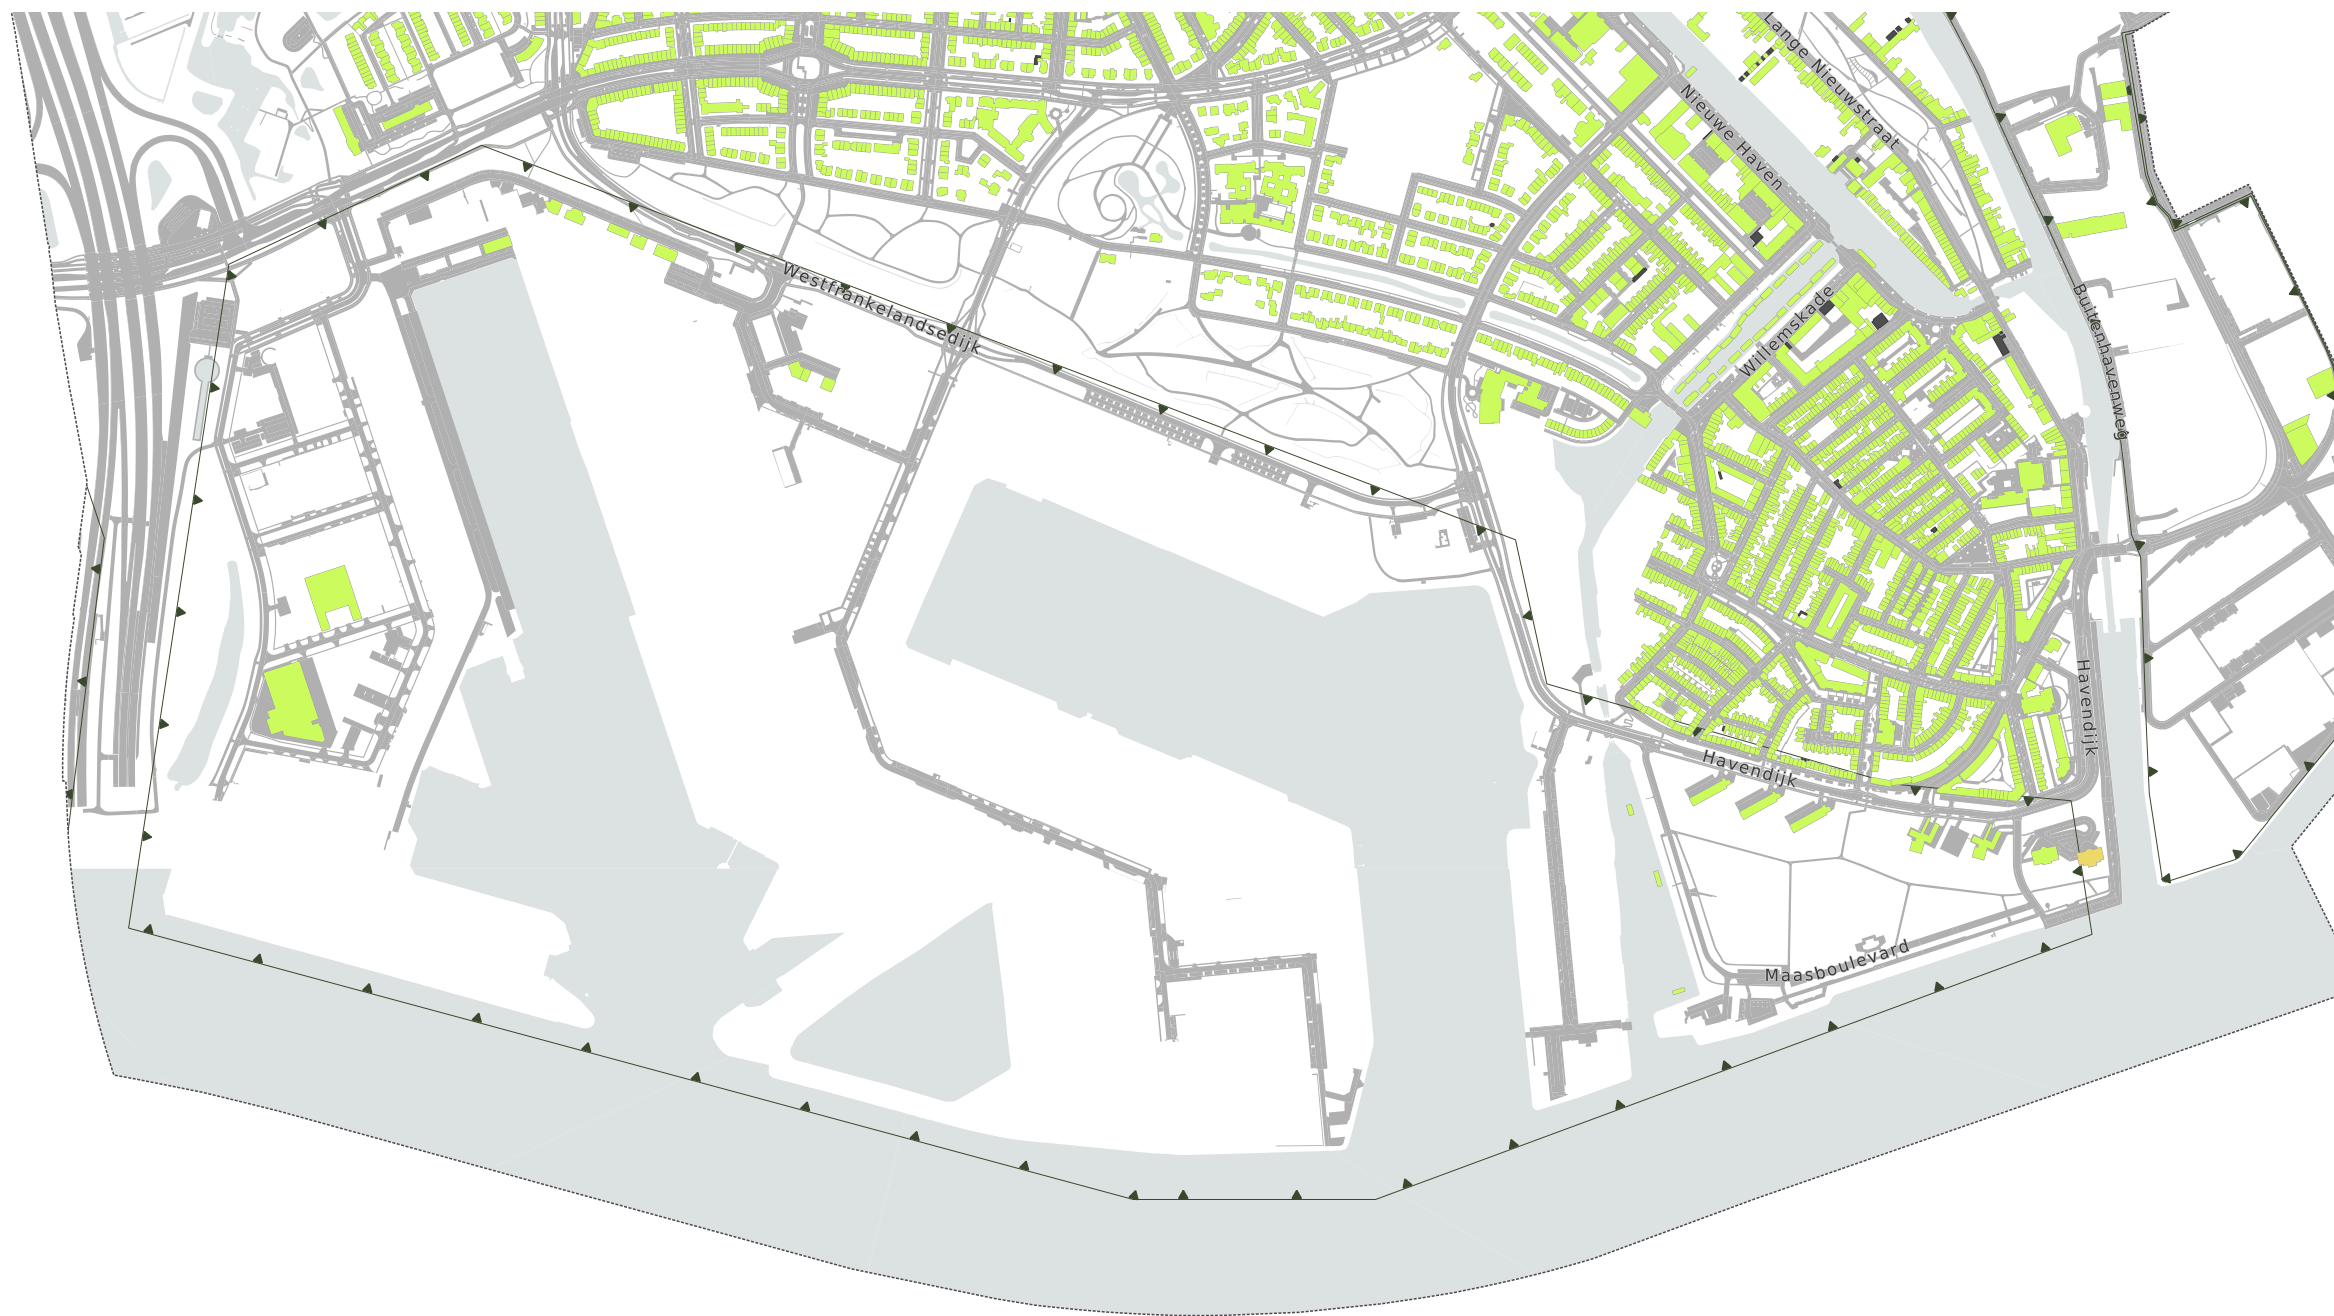 Lange Nieuwstraat
Nieuwe Haven
Westfrankelandsedijk
Willemskade
Buitenhavenweg
Havendijk
Havendijk
Maasboulevard